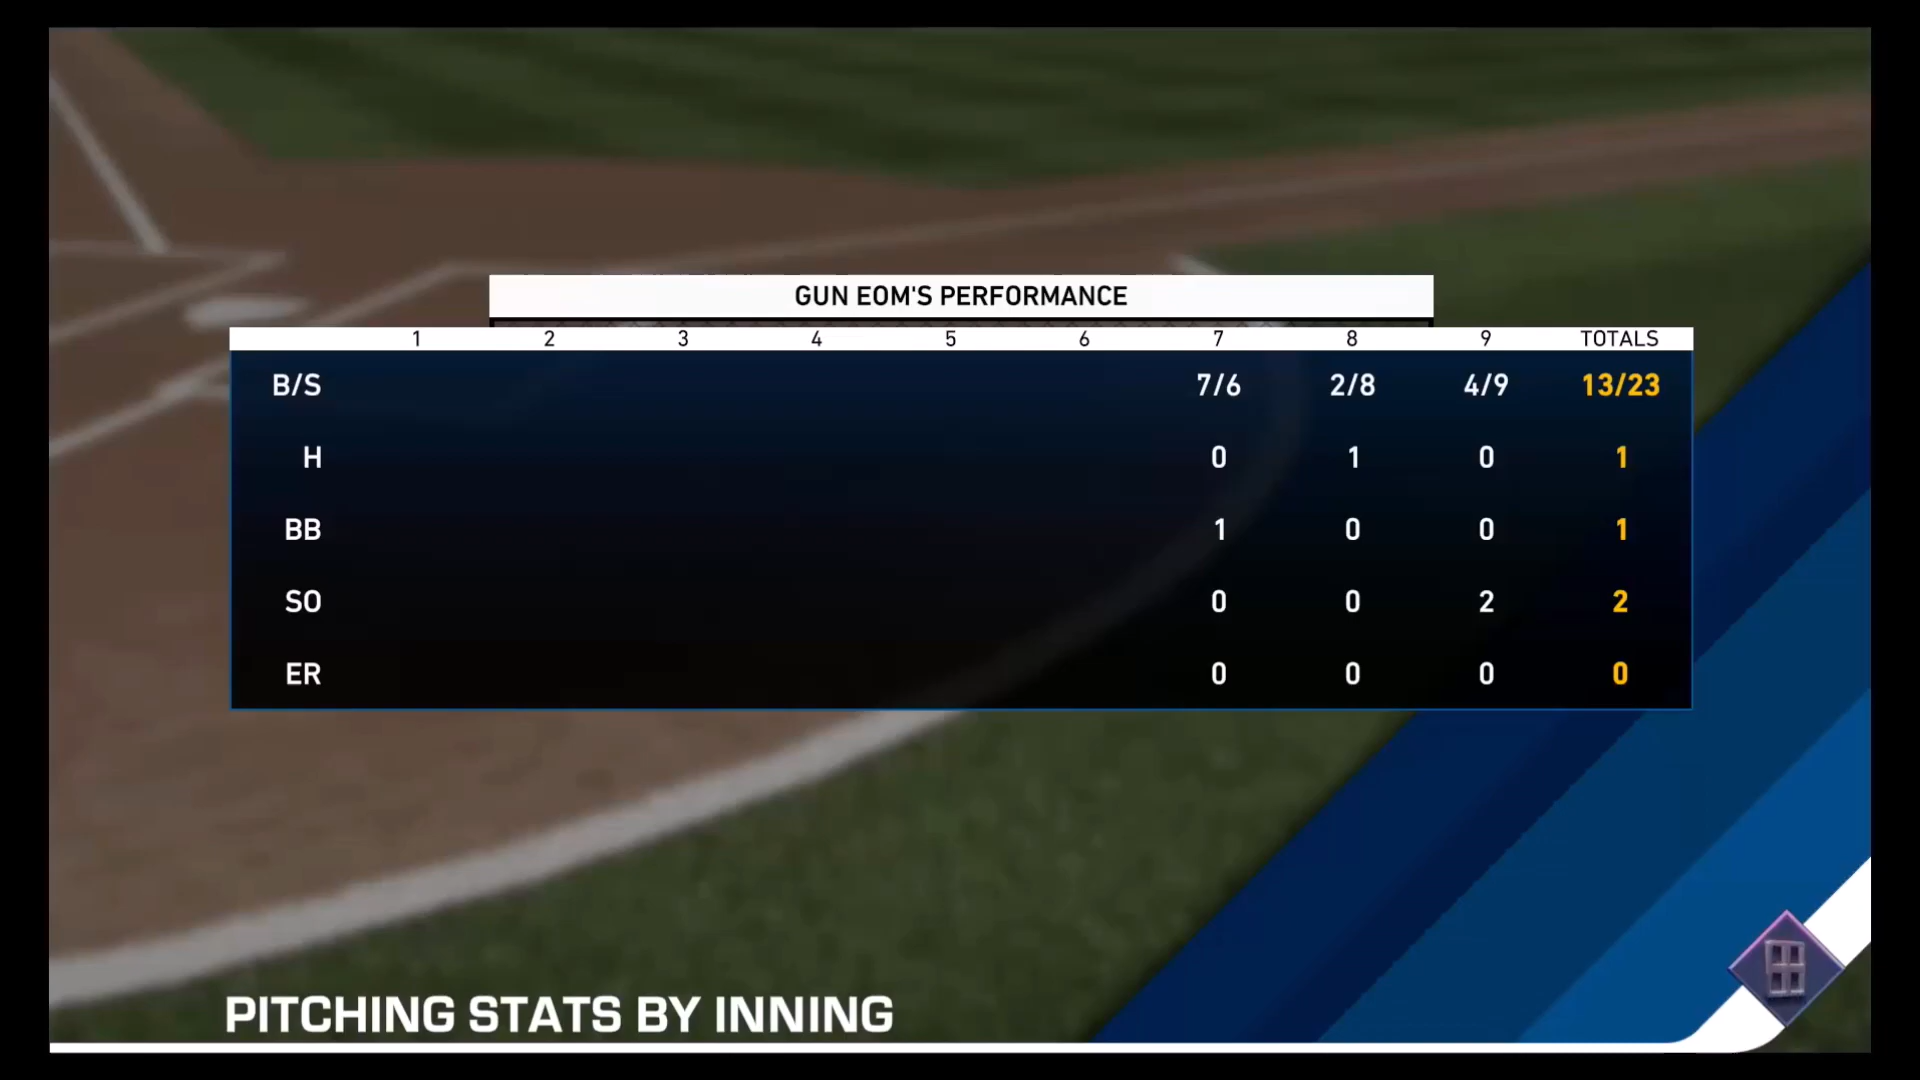 GUN EOM'S PERFORMANCE
1 2 3 4 5 6 7 8 9 TOTALS
B/S 7/6 2/8 4/9 13/23
H 0 1 0 1
BB 1 0 0 1
SO 0 0 2 2
ER 0 0 0 0
PITCHING STATS BY INNING